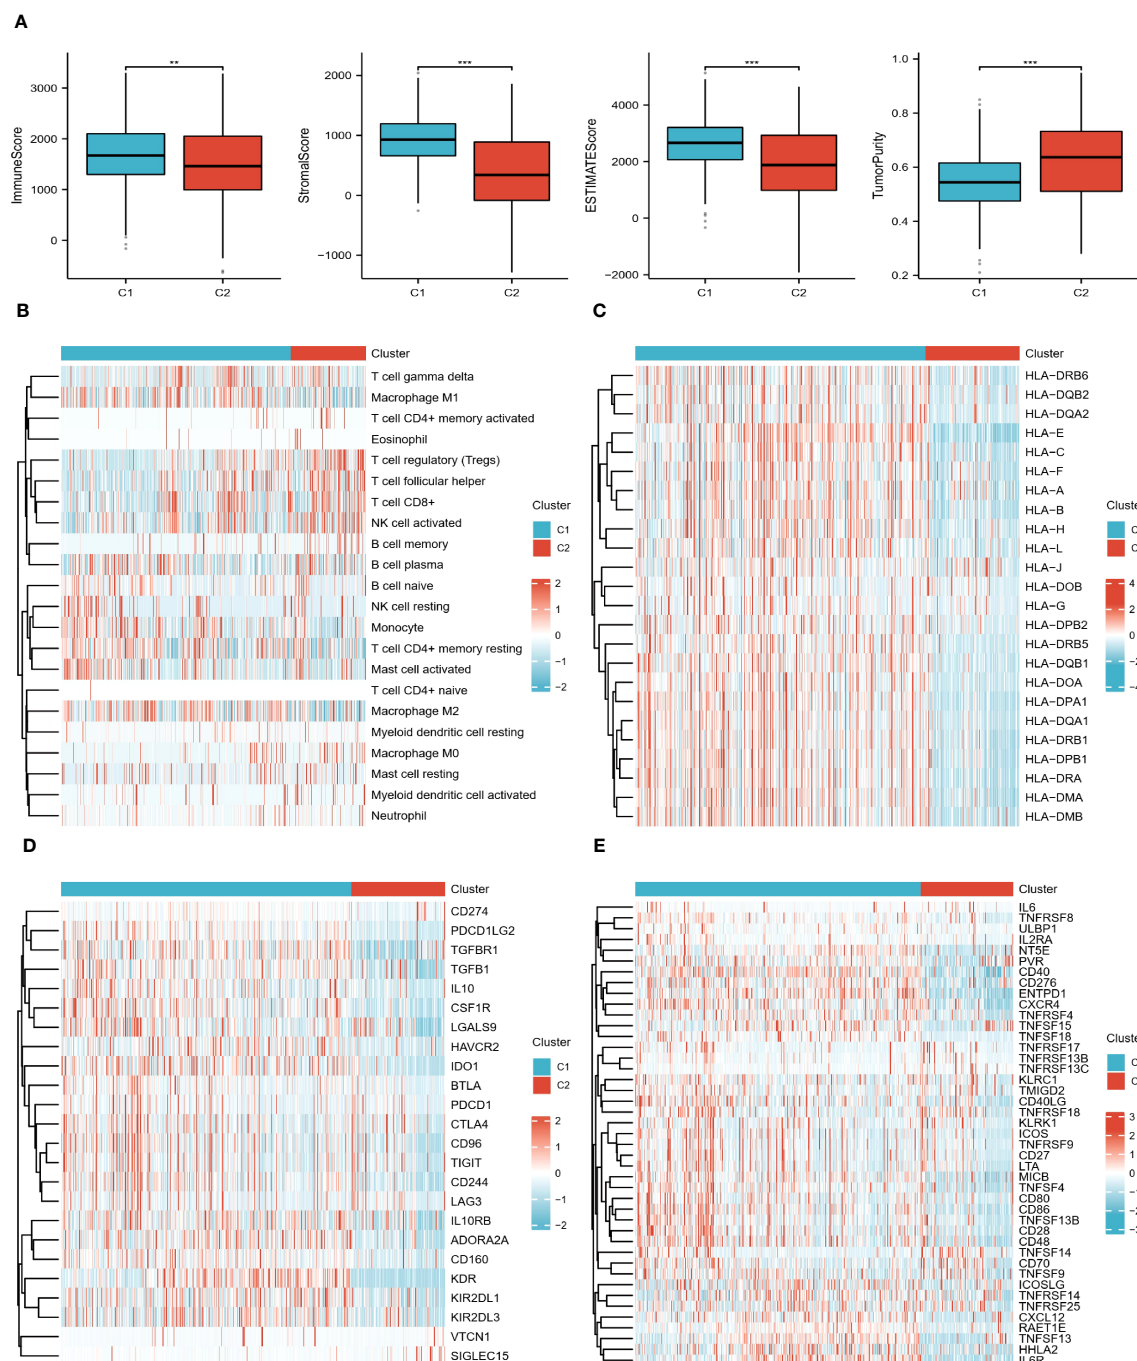 A
ImmuneScore
3000
2000
1000
0
**
C1
C2
StromalScore
2000
1000
0
−1000
***
C1
C2
ESTIMATEScore
4000
2000
0
−2000
***
C1
C2
TumorPurity
1.0
0.8
0.6
0.4
0.2
***
C1
C2
B
Cluster
T cell gamma delta
Macrophage M1
T cell CD4+ memory activated
Eosinophil
T cell regulatory (Tregs)
T cell follicular helper
T cell CD8+
NK cell activated
B cell memory
B cell plasma
B cell naive
NK cell resting
Monocyte
T cell CD4+ memory resting
Mast cell activated
T cell CD4+ naive
Macrophage M2
Myeloid dendritic cell resting
Macrophage M0
Mast cell resting
Myeloid dendritic cell activated
Neutrophil
Cluster
C1
C2
2
1
0
−1
−2
C
Cluster
HLA−DRB6
HLA−DQB2
HLA−DQA2
HLA−E
HLA−C
HLA−F
HLA−A
HLA−B
HLA−H
HLA−L
HLA−J
HLA−DOB
HLA−G
HLA−DPB2
HLA−DRB5
HLA−DQB1
HLA−DOA
HLA−DPA1
HLA−DQA1
HLA−DRB1
HLA−DPB1
HLA−DRA
HLA−DMA
HLA−DMB
Cluste
C
C
4
2
0
−2
−4
D
Cluster
CD274
PDCD1LG2
TGFBR1
TGFB1
IL10
CSF1R
LGALS9
HAVCR2
IDO1
BTLA
PDCD1
CTLA4
CD96
TIGIT
CD244
LAG3
IL10RB
ADORA2A
CD160
KDR
KIR2DL1
KIR2DL3
VTCN1
SIGLEC15
Cluster
C1
C2
2
1
0
−1
−2
E
Cluster
IL6
TNFRSF8
ULBP1
IL2RA
NT5E
PVR
CD40
CD276
ENTPD1
CXCR4
TNFRSF4
TNFSF15
TNFSF18
TNFRSF17
TNFRSF13B
TNFRSF13C
KLRC1
TMIGD2
CD40LG
TNFRSF18
KLRK1
ICOS
TNFRSF9
CD27
LTA
MICB
TNFSF4
CD80
CD86
TNFSF13B
CD28
CD48
TNFSF14
CD70
TNFSF9
ICOSLG
TNFRSF14
TNFRSF25
CXCL12
RAET1E
TNFSF13
HHLA2
IL6R
Cluste
C
C
3
2
1
0
−1
−2
−3